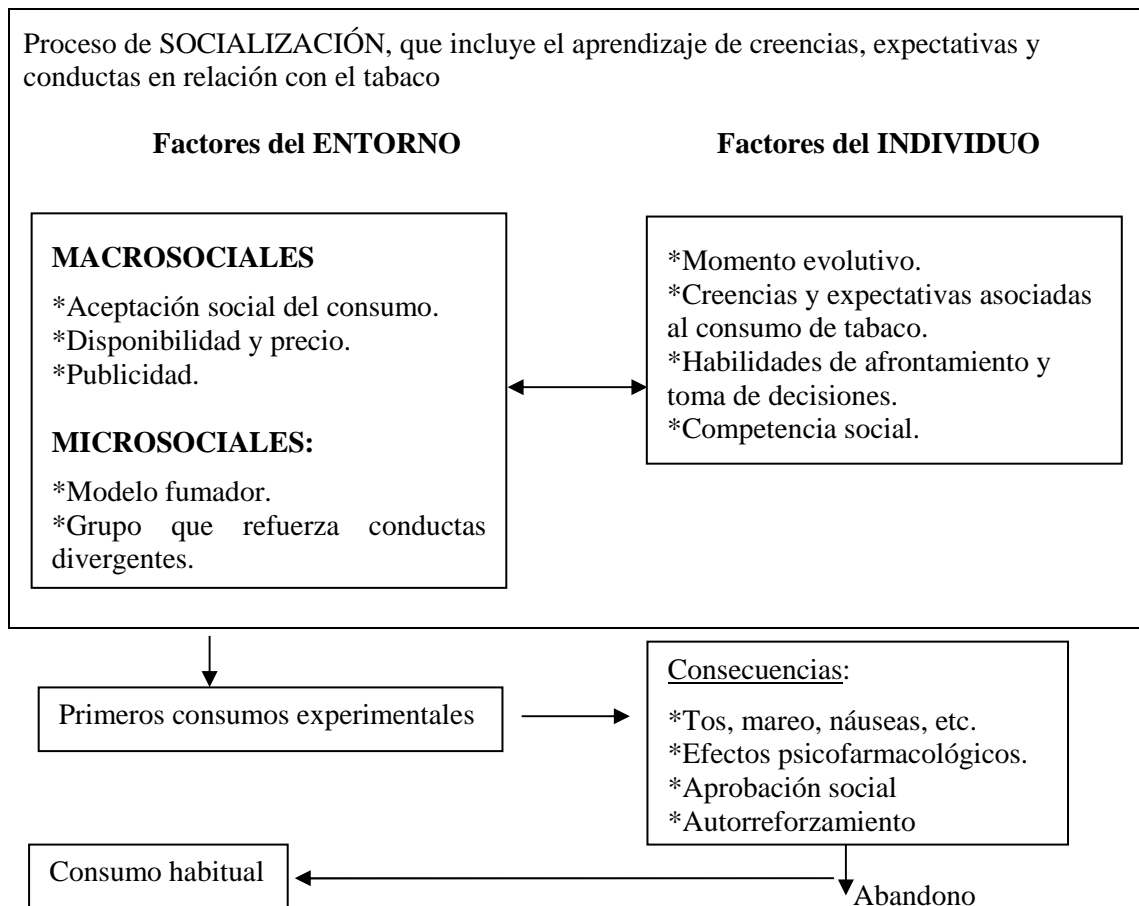 Proceso de SOCIALIZACIÓN, que incluye el aprendizaje de creencias, expectativas y
conductas en relación con el tabaco
Factores del ENTORNO
Factores del INDIVIDUO
MACROSOCIALES
*Aceptación social del consumo.
*Disponibilidad y precio.
*Publicidad.
MICROSOCIALES:
*Modelo fumador.
*Grupo que refuerza conductas
divergentes.
*Momento evolutivo.
*Creencias y expectativas asociadas
al consumo de tabaco.
*Habilidades de afrontamiento y
toma de decisiones.
*Competencia social.
Primeros consumos experimentales
Consecuencias:
*Tos, mareo, náuseas, etc.
*Efectos psicofarmacológicos.
*Aprobación social
*Autorreforzamiento
Consumo habitual
Abandono